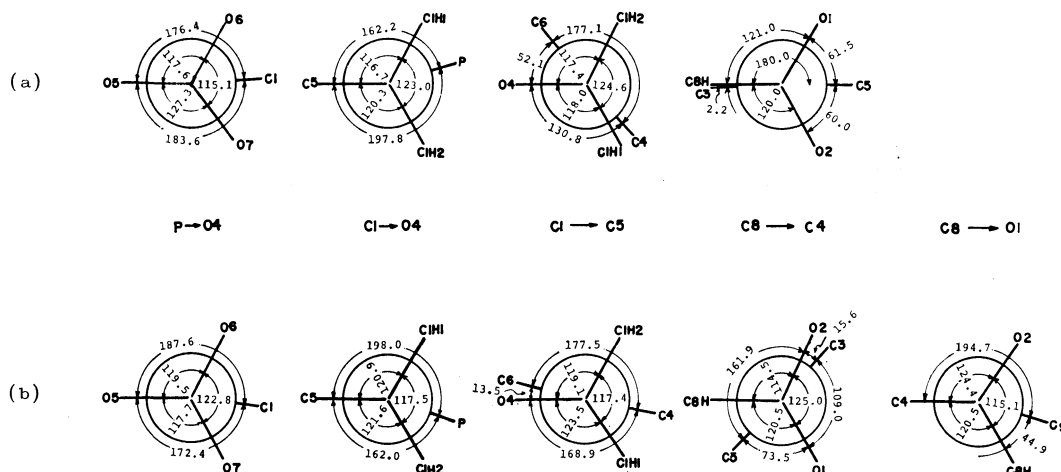 (a)
176.4
O6
117.6
O5
115.1
C1
127.3
183.6
O7
162.2
C1H1
116.7
P
C5
123.0
120.3
197.8
C1H2
C6
177.1
C1H2
52.1
117.4
O4
124.6
118.0
130.8
C4
C1H1
121.0
O1
61.5
180.0
C8H
C3
C5
2.2
120.0
60.0
O2
P→O4
C1→O4
C1→C5
C8→C4
C8→O1
(b)
187.6
O6
119.5
O5
122.8
C1
117.7
172.4
O7
198.0
C1H1
120.9
C5
117.5
P
121.6
162.0
C1H2
177.5
C1H2
C6
119.1
13.5
O4
117.4
C4
123.5
168.9
C1H1
O2
15.6
C3
161.9
114.5
C8H
125.0
109.0
120.5
C5
73.5
O1
194.7
O2
124.4
C4
115.1
120.5
44.9
C8H